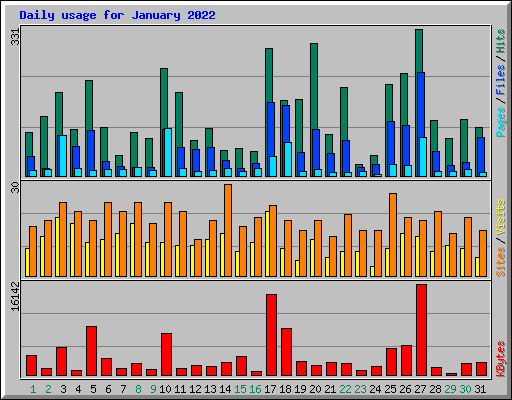 Daily usage for January 2022
331
30
16142
Pages / Files / Hits
Sites / Visits
KBytes
1 2 3 4 5 6 7 8 9 10 11 12 13 14 15 16 17 18 19 20 21 22 23 24 25 26 27 28 29 30 31